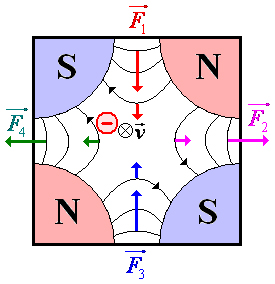 F₁
S N
F₄ ⊖ ⊗ v F₂
N S
F₃